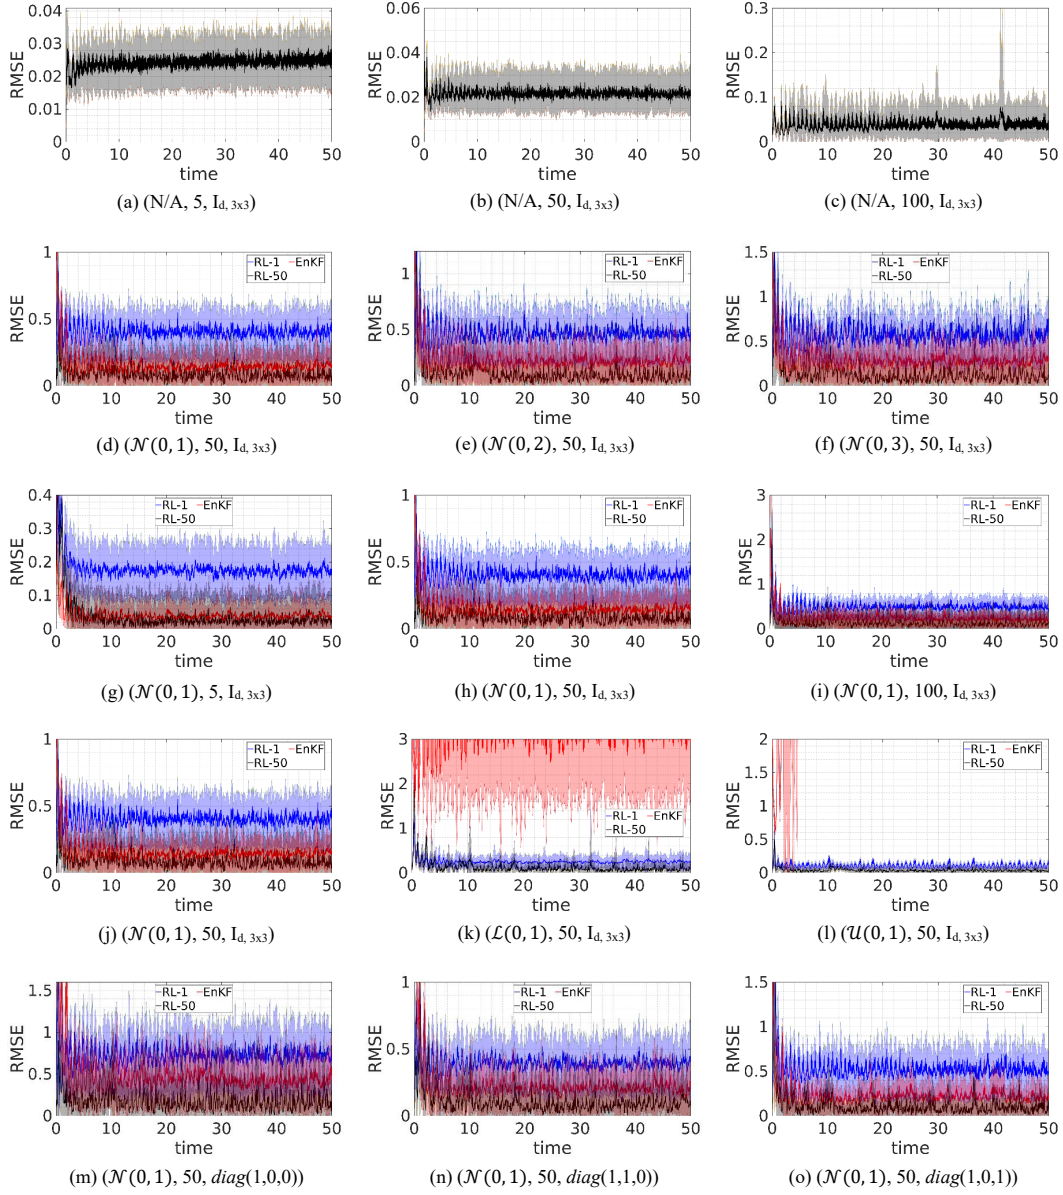 RMSE
0.04
0.03
0.02
0.01
0
0 10 20 30 40 50
time
(a) (N/A, 5, I_{d, 3x3})
RMSE
0.06
0.04
0.02
0
0 10 20 30 40 50
time
(b) (N/A, 50, I_{d, 3x3})
RMSE
0.3
0.2
0.1
0
0 10 20 30 40 50
time
(c) (N/A, 100, I_{d, 3x3})
RMSE
1
0.5
0
RL-1 EnKF
RL-50
0 10 20 30 40 50
time
(d) (𝒩(0, 1), 50, I_{d, 3x3})
RMSE
1
0.5
0
RL-1 EnKF
RL-50
0 10 20 30 40 50
time
(e) (𝒩(0, 2), 50, I_{d, 3x3})
RMSE
1.5
1
0.5
0
RL-1 EnKF
RL-50
0 10 20 30 40 50
time
(f) (𝒩(0, 3), 50, I_{d, 3x3})
RMSE
0.4
0.3
0.2
0.1
0
RL-1 EnKF
RL-50
0 10 20 30 40 50
time
(g) (𝒩(0, 1), 5, I_{d, 3x3})
RMSE
1
0.5
0
RL-1 EnKF
RL-50
0 10 20 30 40 50
time
(h) (𝒩(0, 1), 50, I_{d, 3x3})
RMSE
3
2
1
0
RL-1 EnKF
RL-50
0 10 20 30 40 50
time
(i) (𝒩(0, 1), 100, I_{d, 3x3})
RMSE
1
0.5
0
RL-1 EnKF
RL-50
0 10 20 30 40 50
time
(j) (𝒩(0, 1), 50, I_{d, 3x3})
RMSE
3
2
1
0
RL-1 EnKF
RL-50
0 10 20 30 40 50
time
(k) (ℒ(0, 1), 50, I_{d, 3x3})
RMSE
2
1.5
1
0.5
0
RL-1 EnKF
RL-50
0 10 20 30 40 50
time
(l) (𝒰(0, 1), 50, I_{d, 3x3})
RMSE
1.5
1
0.5
0
RL-1 EnKF
RL-50
0 10 20 30 40 50
time
(m) (𝒩(0, 1), 50, diag(1,0,0))
RMSE
1
0.5
0
RL-1 EnKF
RL-50
0 10 20 30 40 50
time
(n) (𝒩(0, 1), 50, diag(1,1,0))
RMSE
1.5
1
0.5
0
RL-1 EnKF
RL-50
0 10 20 30 40 50
time
(o) (𝒩(0, 1), 50, diag(1,0,1))